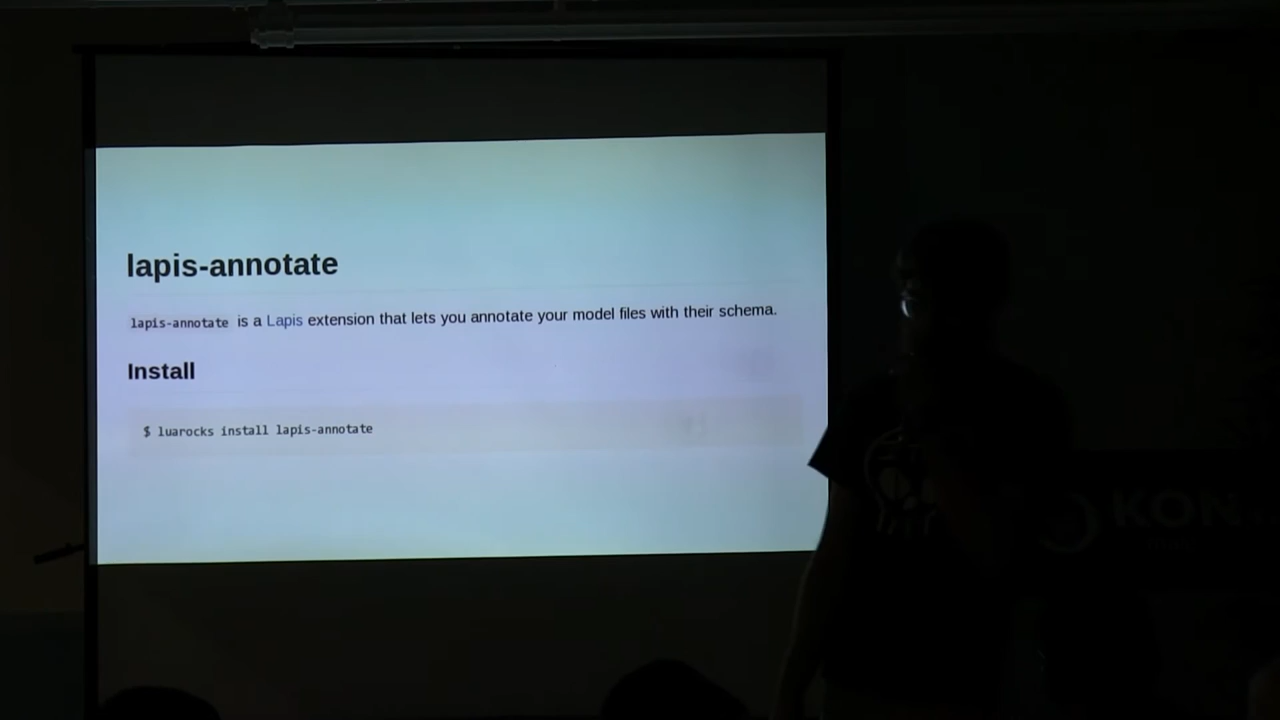 lapis-annotate
lapis-annotate is a Lapis extension that lets you annotate your model files with their schema.
Install
$ luarocks install lapis-annotate
KON